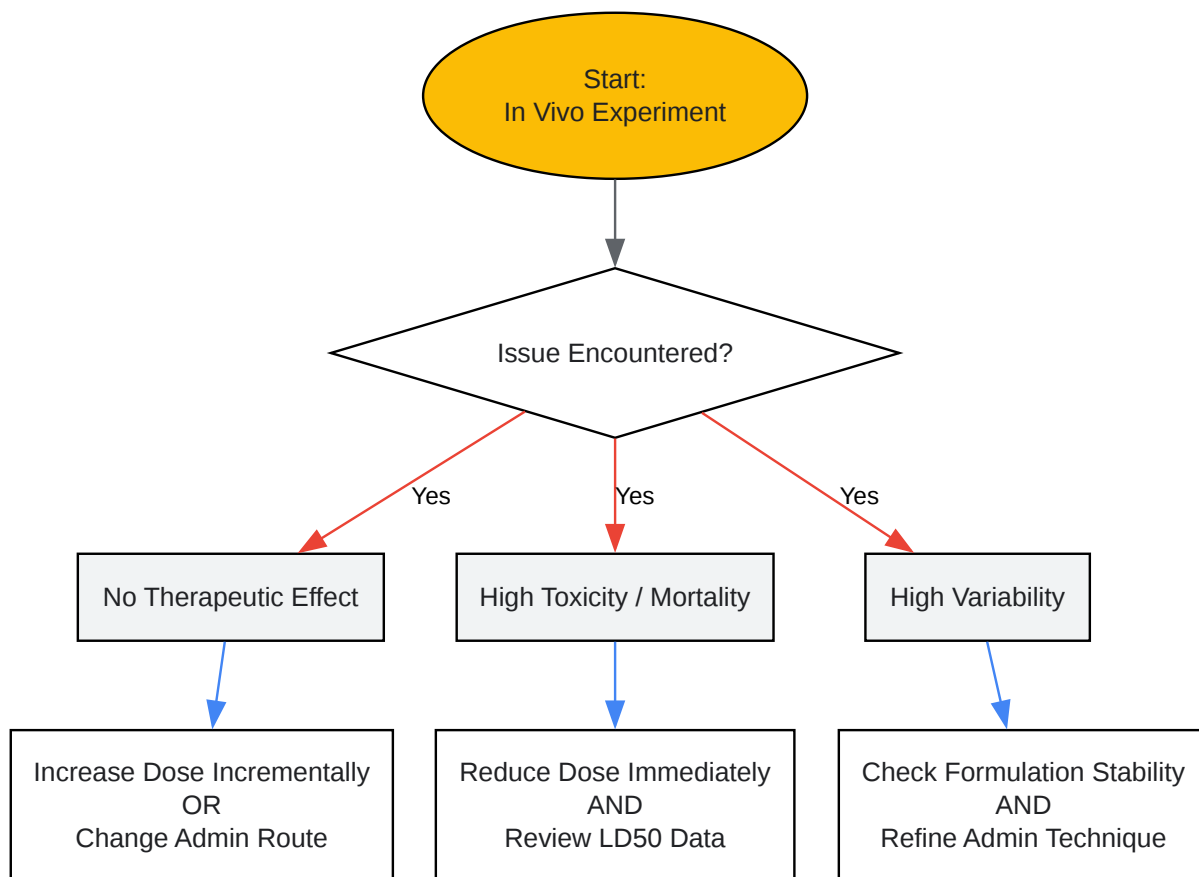 Start:
In Vivo Experiment
Issue Encountered?
Yes
Yes
Yes
No Therapeutic Effect
High Toxicity / Mortality
High Variability
Increase Dose Incrementally
OR
Change Admin Route
Reduce Dose Immediately
AND
Review LD50 Data
Check Formulation Stability
AND
Refine Admin Technique